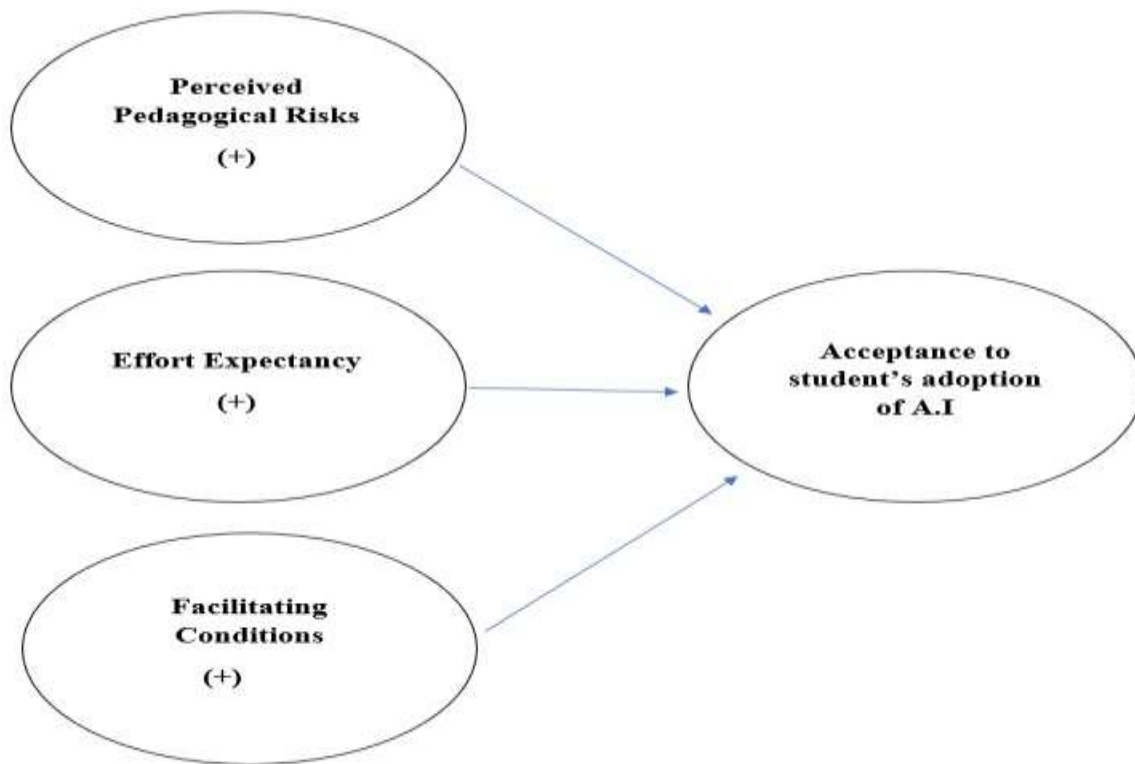 Perceived
Pedagogical Risks
(+)
Effort Expectancy
(+)
Facilitating
Conditions
(+)
Acceptance to
student’s adoption
of A.I